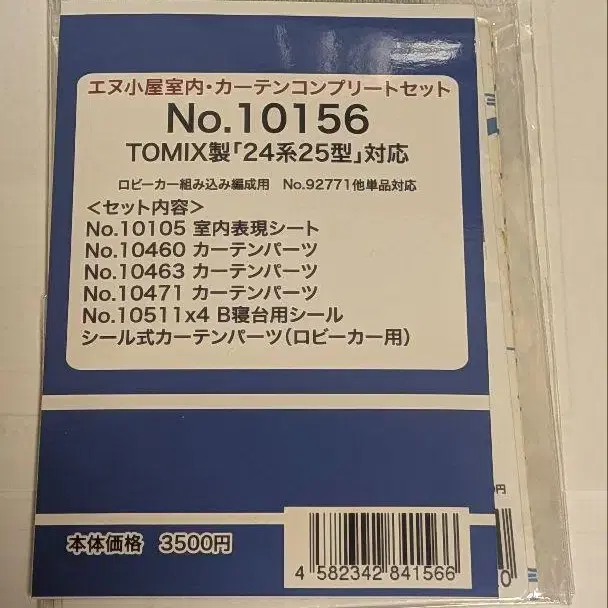 エヌ小屋室内・カーテンコンプリートセット
No.10156
TOMIX製「24系25型」対応
ロビーカー組み込み編成用　No.92771他単品対応
＜セット内容＞
No.10105 室内表現シート
No.10460 カーテンパーツ
No.10463 カーテンパーツ
No.10471 カーテンパーツ
No.10511x4 B寝台用シール
シール式カーテンパーツ（ロビーカー用）
本体価格　3500円
4 582342 841566
円
0